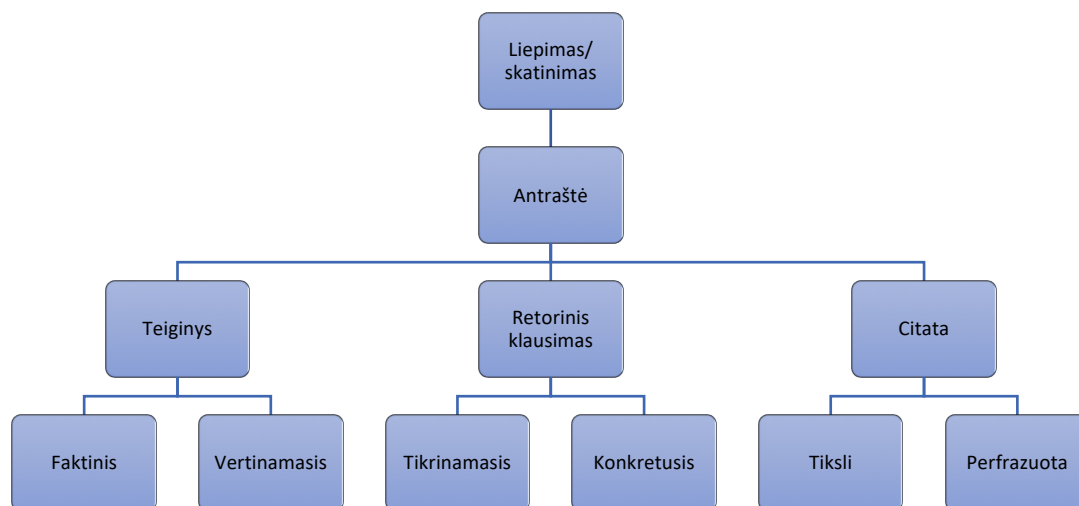 Liepimas/
skatinimas
Antraštė
Teiginys
Retorinis
klausimas
Citata
Faktinis
Vertinamasis
Tikrinamasis
Konkretusis
Tiksli
Perfrazuota